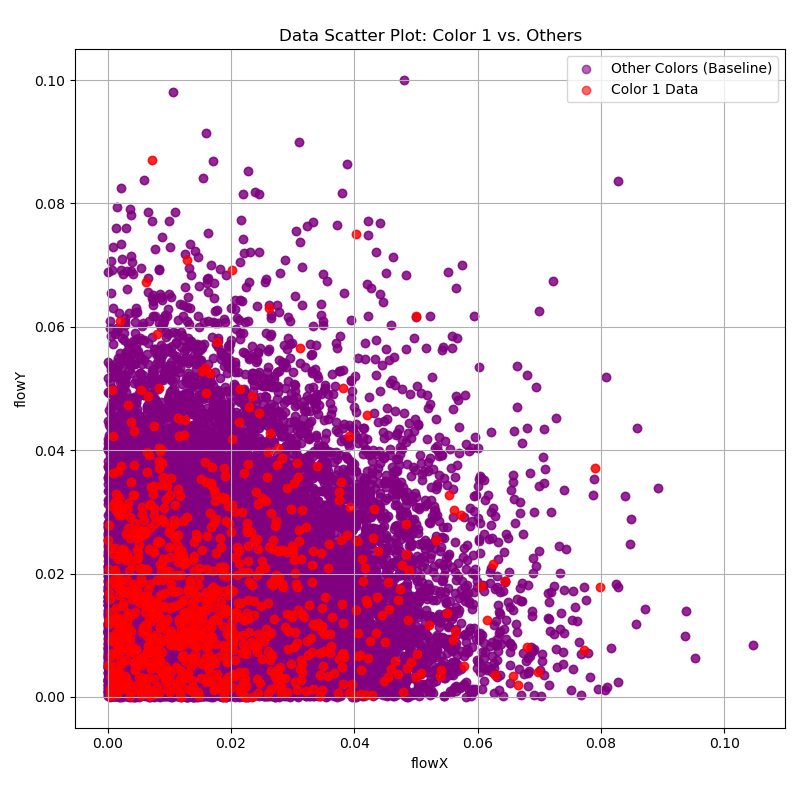 Data Scatter Plot: Color 1 vs. Others
Other Colors (Baseline)
Color 1 Data
flowY
0.10
0.08
0.06
0.04
0.02
0.00
0.00 0.02 0.04 0.06 0.08 0.10
flowX